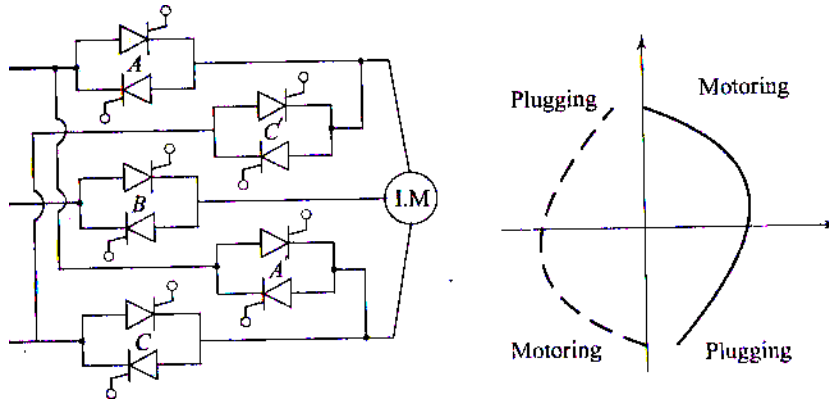 A
C'
B
A
C
I.M
Plugging
Motoring
Motoring
Plugging